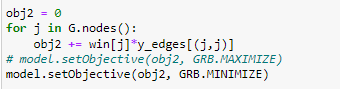 obj2 = 0
for j in G.nodes():
    obj2 += win[j]*y_edges[(j,j)]
# model.setObjective(obj2, GRB.MAXIMIZE)
model.setObjective(obj2, GRB.MINIMIZE)